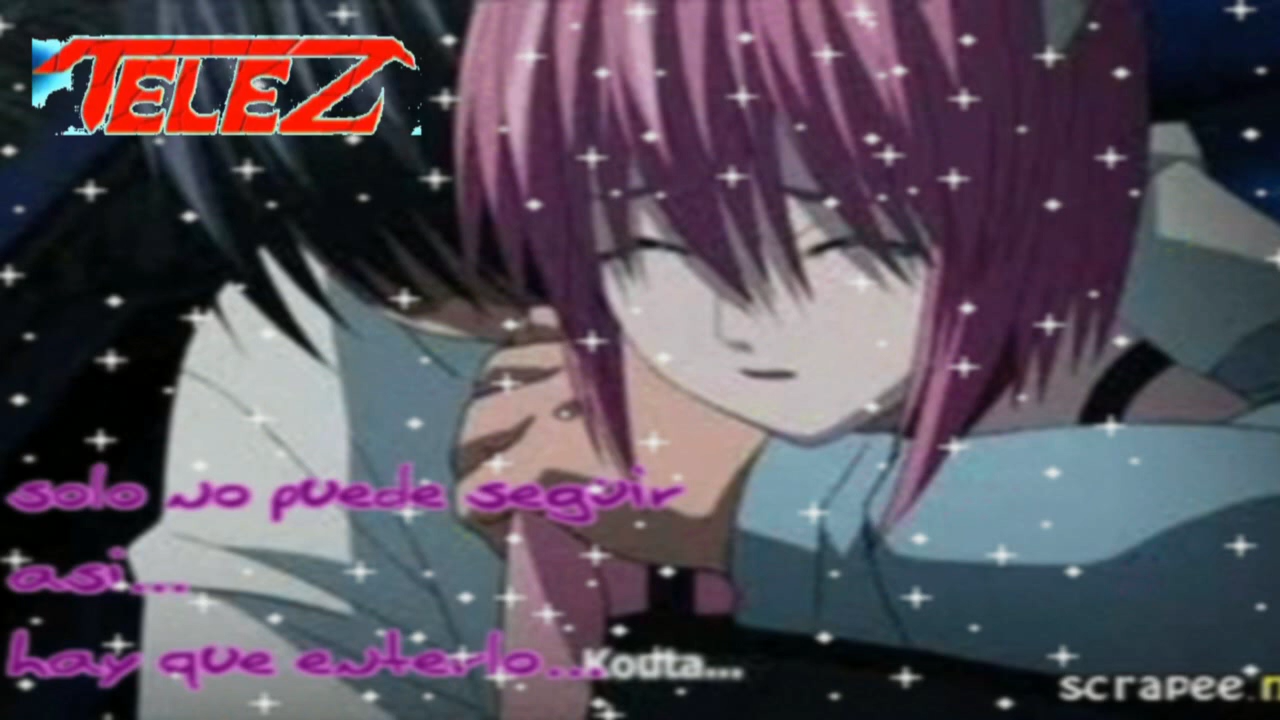 TELEZ
solo no puede seguir
asi...
hay que enterlo...
Kouta...
scrapee.n